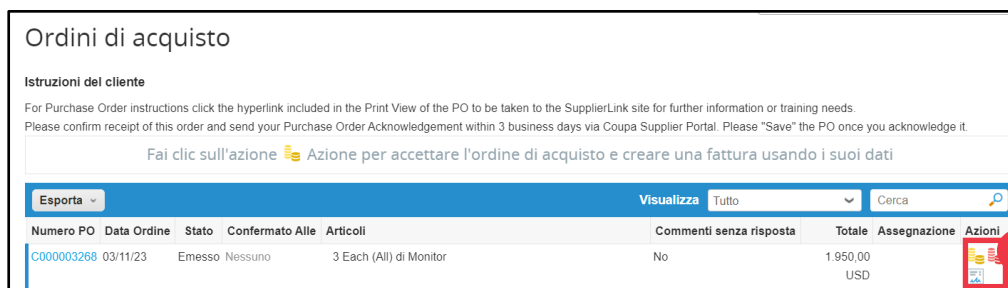 Ordini di acquisto
Istruzioni del cliente
For Purchase Order instructions click the hyperlink included in the Print View of the PO to be taken to the SupplierLink site for further information or training needs.
Please confirm receipt of this order and send your Purchase Order Acknowledgement within 3 business days via Coupa Supplier Portal. Please "Save" the PO once you acknowledge it.
Fai clic sull'azione Azione per accettare l'ordine di acquisto e creare una fattura usando i suoi dati
Esporta Visualizza Tutto Cerca
Numero PO Data Ordine Stato Confermato Alle Articoli Commenti senza risposta Totale Assegnazione Azioni
C000003268 03/11/23 Emesso Nessuno 3 Each (All) di Monitor No 1.950,00
USD